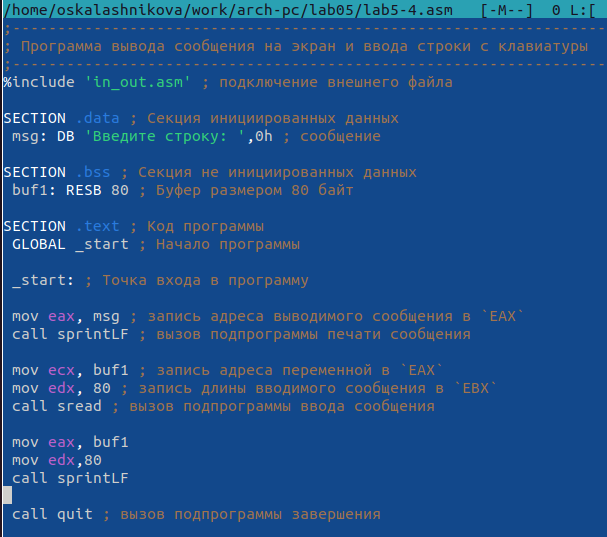 /home/oskalashnikova/work/arch-pc/lab05/lab5-4.asm   [-M--]  0 L:[
;------------------------------------------------------------------
; Программа вывода сообщения на экран и ввода строки с клавиатуры
;------------------------------------------------------------------
%include 'in_out.asm' ; подключение внешнего файла
SECTION .data ; Секция инициированных данных
msg: DB 'Введите строку: ',0h ; сообщение
SECTION .bss ; Секция не инициированных данных
buf1: RESB 80 ; Буфер размером 80 байт
SECTION .text ; Код программы
GLOBAL _start ; Начало программы
_start: ; Точка входа в программу
mov eax, msg ; запись адреса выводимого сообщения в `EAX`
call sprintLF ; вызов подпрограммы печати сообщения
mov ecx, buf1 ; запись адреса переменной в `EAX`
mov edx, 80 ; запись длины вводимого сообщения в `EBX`
call sread ; вызов подпрограммы ввода сообщения
mov eax, buf1
mov edx,80
call sprintLF
call quit ; вызов подпрограммы завершения